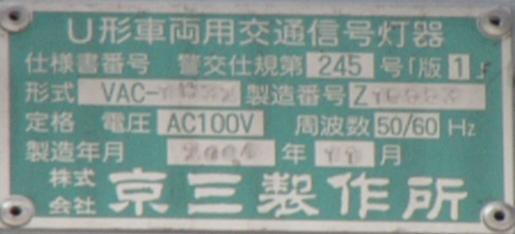 U形車両用交通信号灯器
仕様書番号 警交仕規第 245 号「版 1」
形式 VAC- 製造番号 Z
定格 電圧 AC100V 周波数 50/60 Hz
製造年月 年 月
株式会社 京三製作所